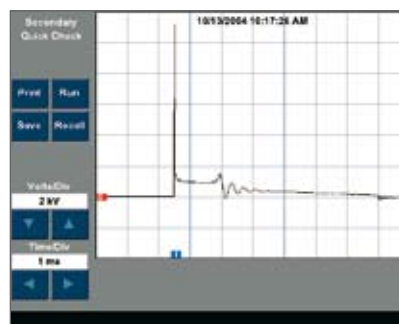 Secondary
Quick Check
10/13/2004 10:17:26 AM
Print Run
Save Recall
Volts/Div
2 kV
Time/Div
1 ms